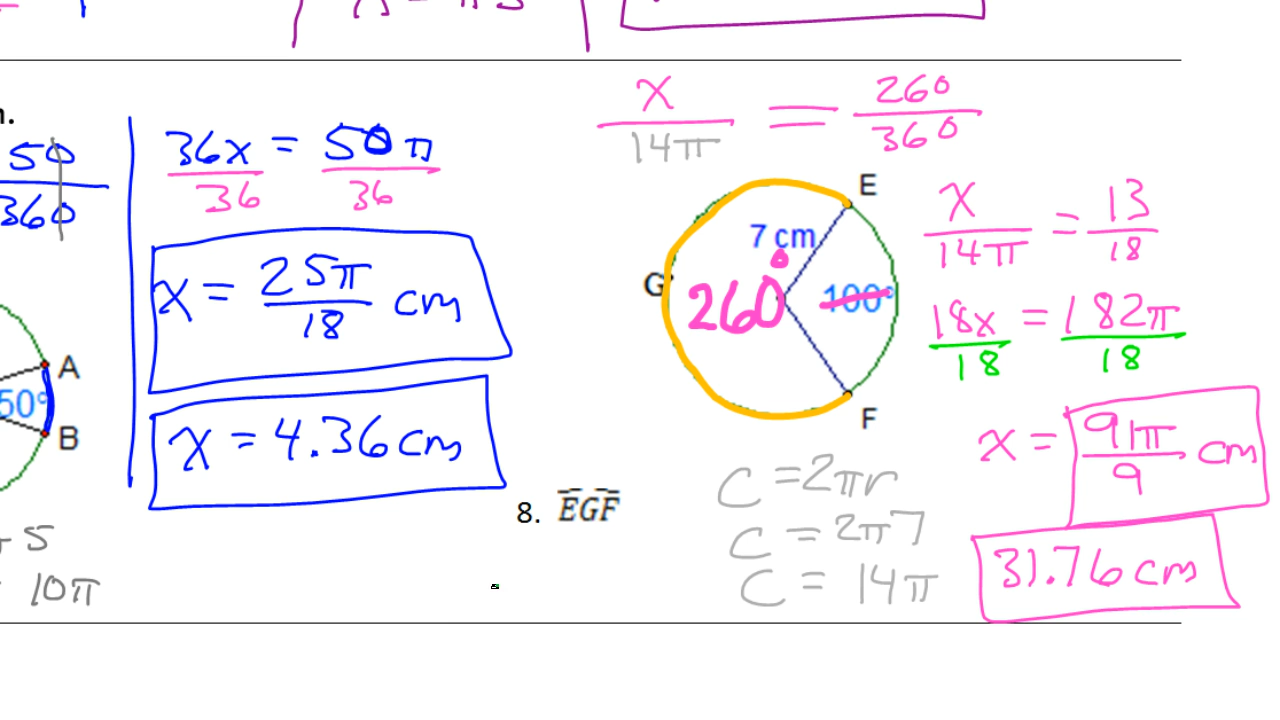 n.
50
360
36x = 50π
36 36
x = 25π/18 cm
x = 4.36 cm
A
50°
B
5
10π
x/14π = 260/360
E
7 cm
G
260°
100°
F
x/14π = 13/18
18x = 182π
18 18
x = 91π/9 cm
31.76 cm
C = 2πr
C = 2π7
C = 14π
8. EGF